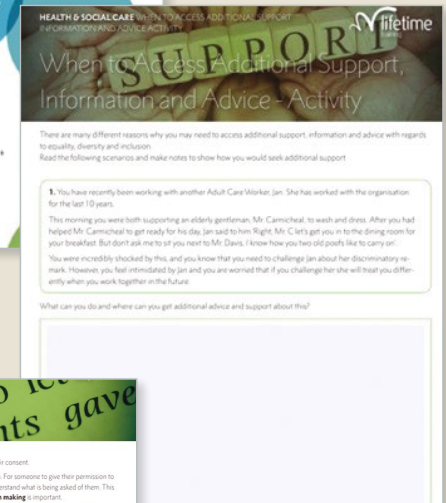 HEALTH & SOCIAL CARE WHEN TO ACCESS ADDITIONAL SUPPORT
INFORMATION AND ADVICE ACTIVITY
lifetime
Training
SUPPORT
When to Access Additional Support,
Information and Advice - Activity
There are many different reasons why you may need to access additional support, information and advice with regards
to equality, diversity and inclusion.
Read the following scenarios and make notes to show how you would seek additional support
1. You have recently been working with another Adult Care Worker, Jan. She has worked with the organisation
for the last 10 years.
This morning you were both supporting an elderly gentleman, Mr. Carmicheal, to wash and dress. After you had
helped Mr. Carmicheal to get ready for his day, Jan said to him 'Right, Mr. C let's get you in to the dining room for
your breakfast. But don't ask me to sit you next to Mr. Davis, I know how you two old poofs like to carry on'.
You were incredibly shocked by this, and you know that you need to challenge Jan about her discriminatory re-
mark. However, you feel intimidated by Jan and you are worried that if you challenge her she will treat you differ-
ently when you work together in the future.
What can you do and where can you get additional advice and support about this?
nts gave
ir consent.
. For someone to give their permission to
erstand what is being asked of them. This
n making is important.